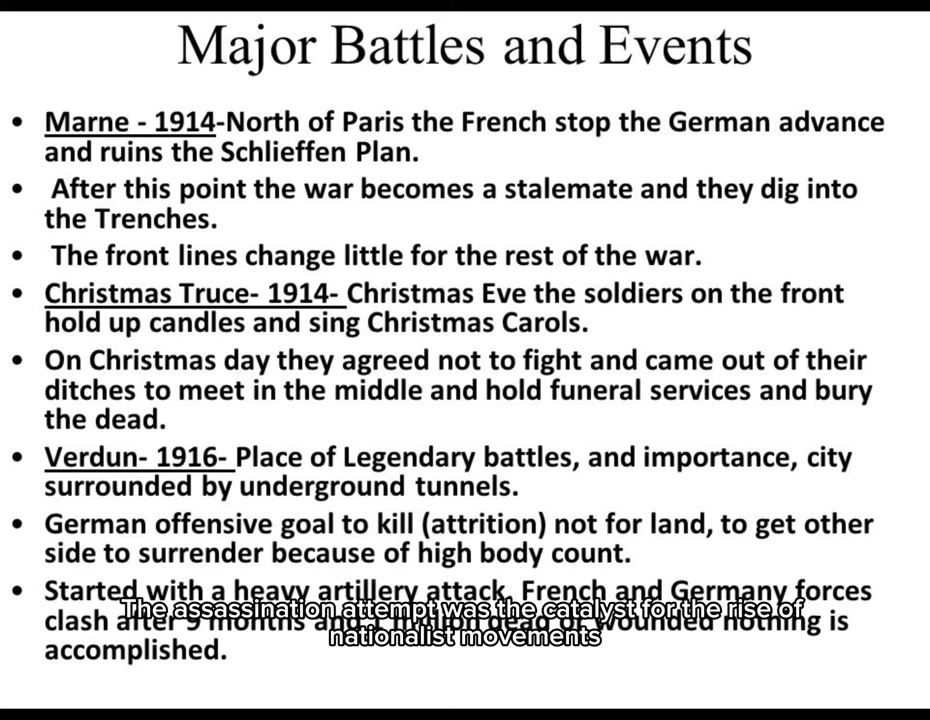 Major Battles and Events
• Marne - 1914-North of Paris the French stop the German advance
and ruins the Schlieffen Plan.
• After this point the war becomes a stalemate and they dig into
the Trenches.
• The front lines change little for the rest of the war.
• Christmas Truce- 1914- Christmas Eve the soldiers on the front
hold up candles and sing Christmas Carols.
• On Christmas day they agreed not to fight and came out of their
ditches to meet in the middle and hold funeral services and bury
the dead.
• Verdun- 1916- Place of Legendary battles, and importance, city
surrounded by underground tunnels.
• German offensive goal to kill (attrition) not for land, to get other
side to surrender because of high body count.
• Started with a heavy artillery attack, French and Germany forces
clash after 9 months and 1 million dead or wounded nothing is
accomplished.
The assassination attempt was the catalyst for the rise of
nationalist movements